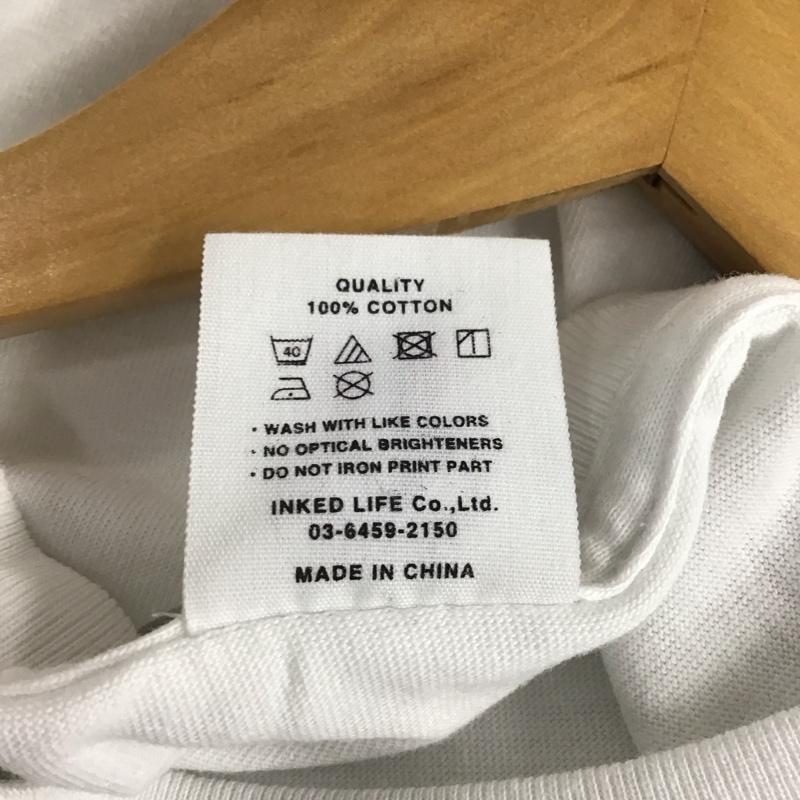 QUALITY
100% COTTON
40
• WASH WITH LIKE COLORS
• NO OPTICAL BRIGHTENERS
• DO NOT IRON PRINT PART
INKED LIFE Co.,Ltd.
03-6459-2150
MADE IN CHINA